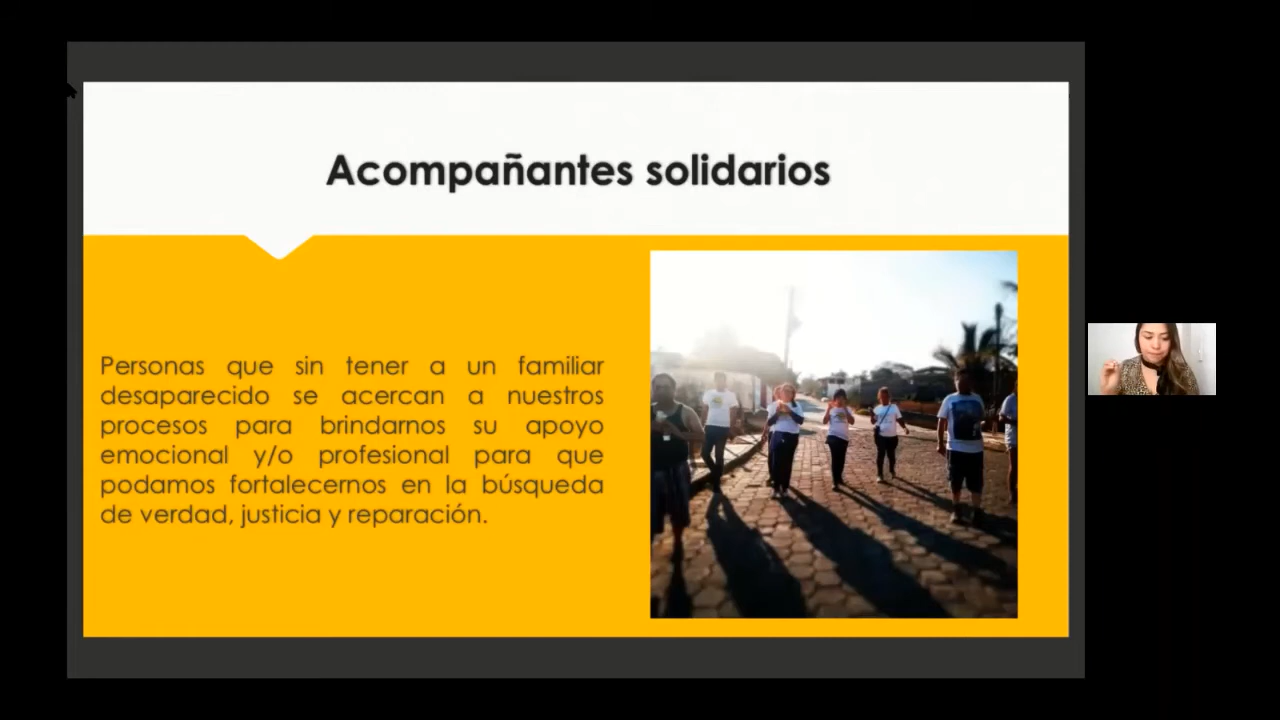 Acompañantes solidarios
Personas que sin tener a un familiar
desaparecido se acercan a nuestros
procesos para brindarnos su apoyo
emocional y/o profesional para que
podamos fortalecernos en la búsqueda
de verdad, justicia y reparación.